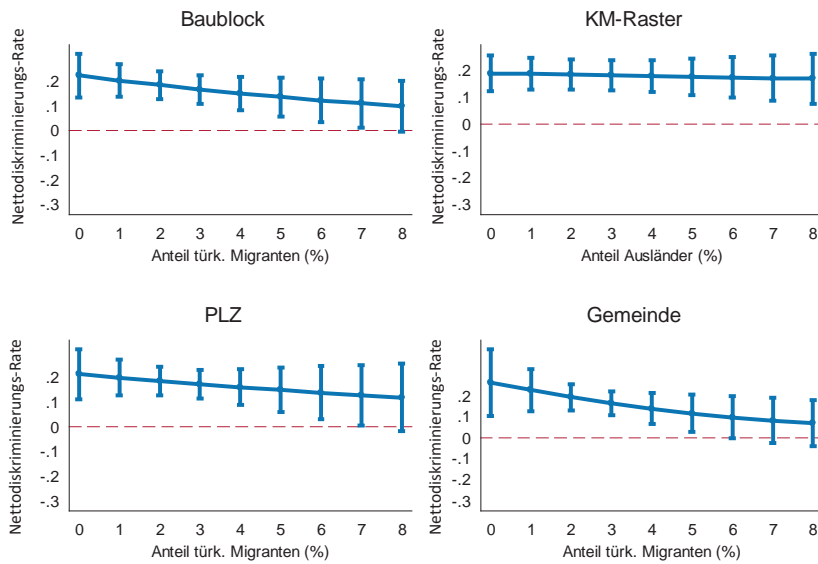 Baublock
Nettodiskriminierungs-Rate
.2
.1
0
-.1
-.2
-.3
0 1 2 3 4 5 6 7 8
Anteil türk. Migranten (%)
KM-Raster
Nettodiskriminierungs-Rate
.2
.1
0
-.1
-.2
-.3
0 1 2 3 4 5 6 7 8
Anteil Ausländer (%)
PLZ
Nettodiskriminierungs-Rate
.2
.1
0
-.1
-.2
-.3
0 1 2 3 4 5 6 7 8
Anteil türk. Migranten (%)
Gemeinde
Nettodiskriminierungs-Rate
.2
.1
0
-.1
-.2
-.3
0 1 2 3 4 5 6 7 8
Anteil türk. Migranten (%)